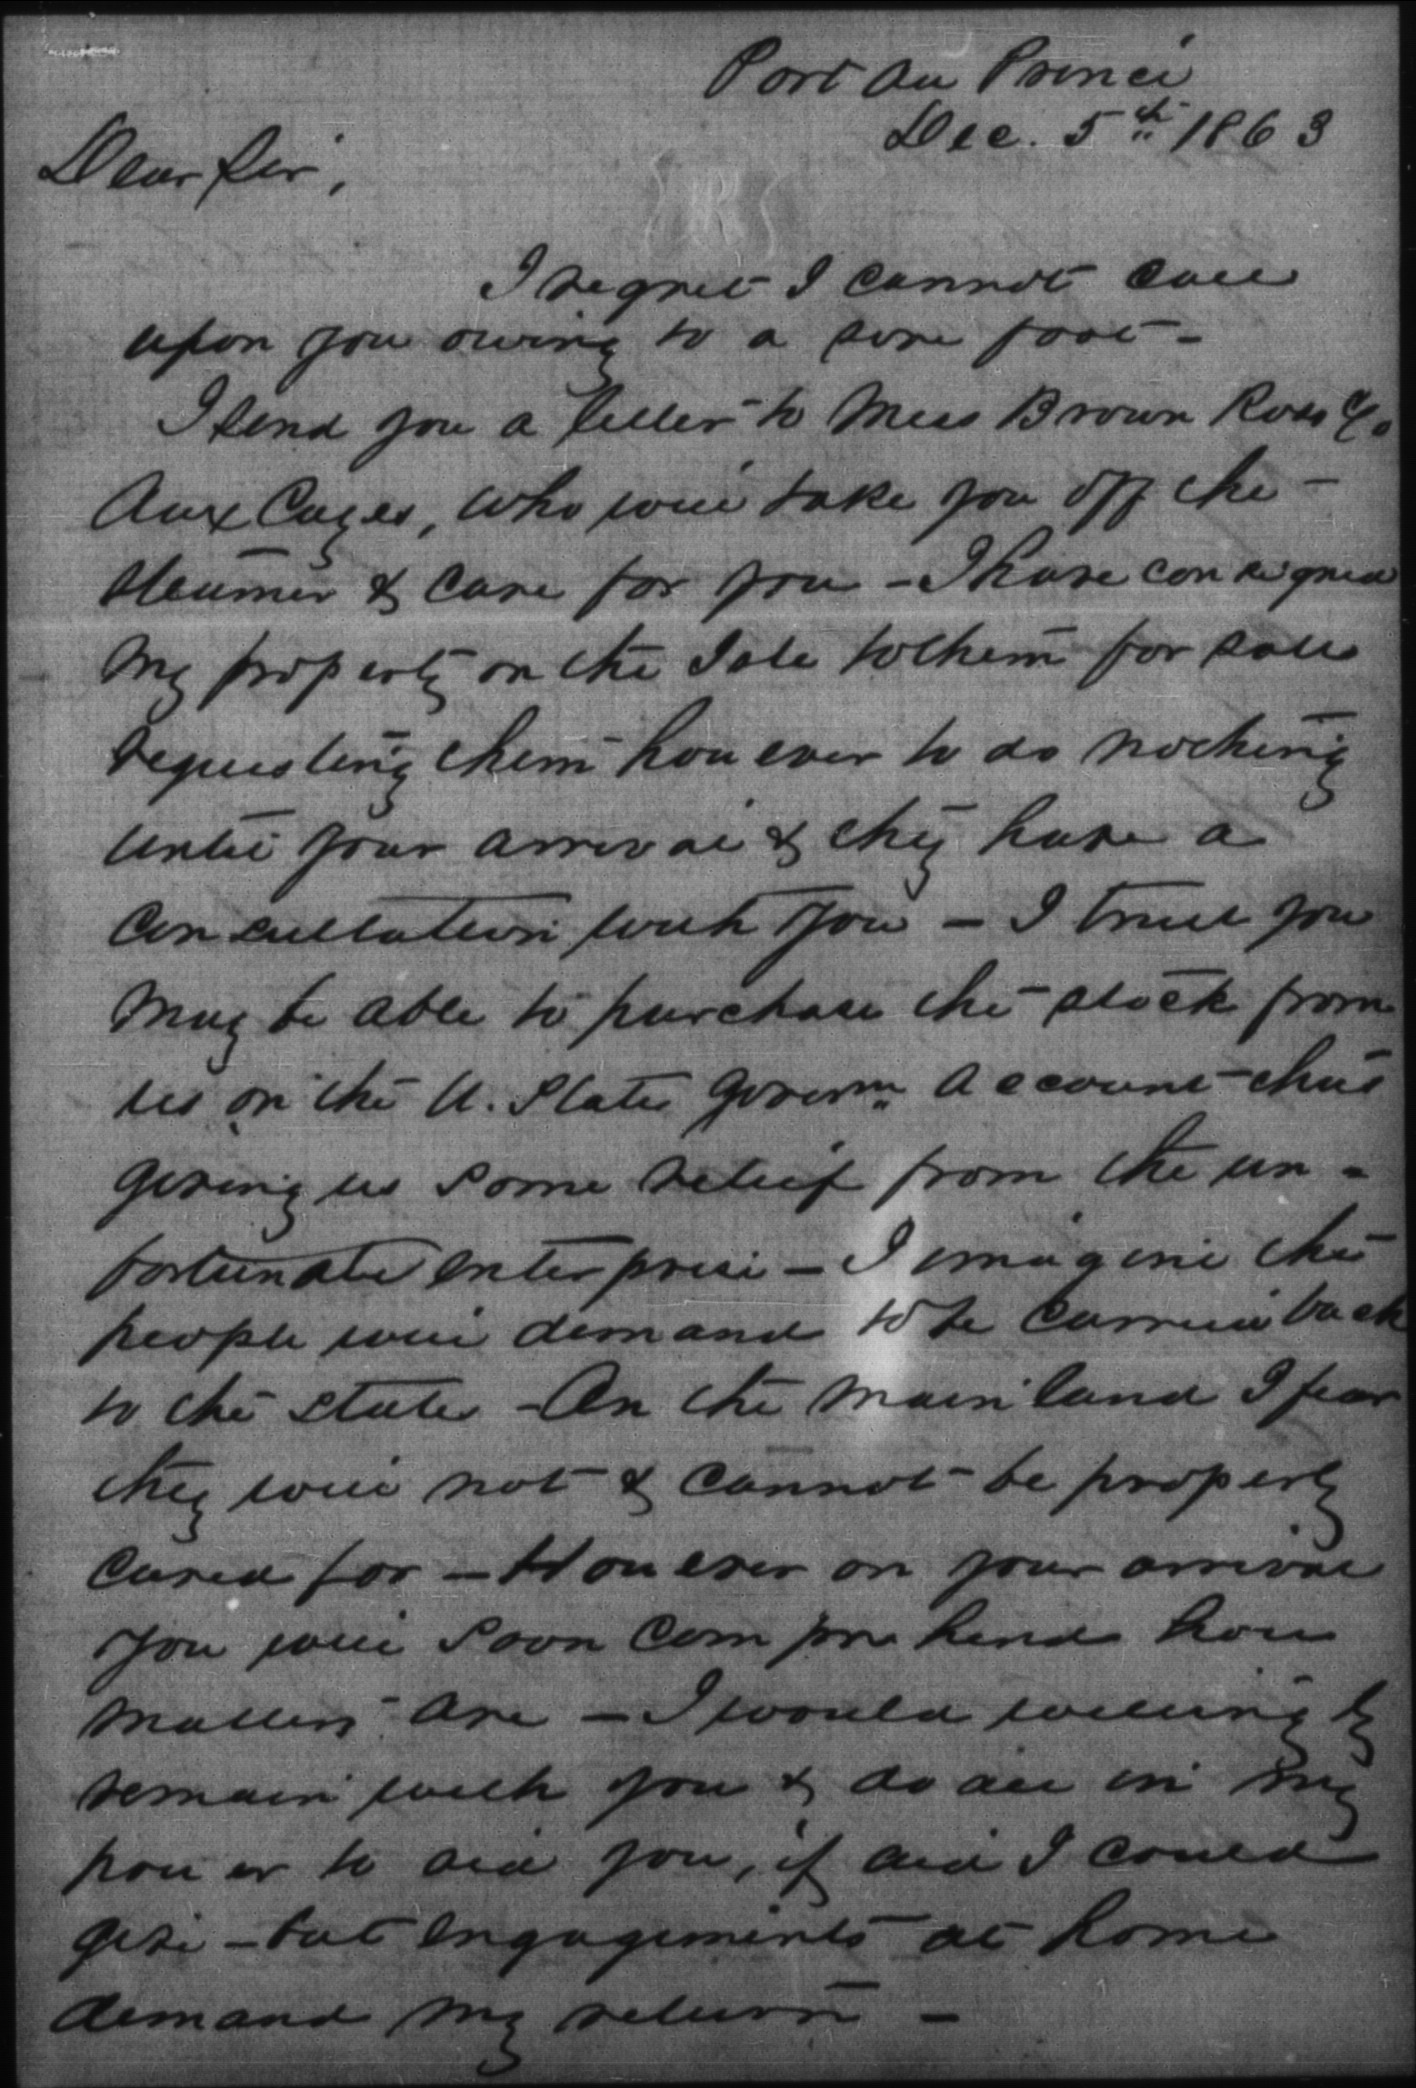 Port Au Prince
Dec. 5th 1863
Dear Sir,
I regret I cannot call
upon you owing to a sore foot -
I send you a letter to Mess Brown Ross & Co
Aux Cayes, who will take you off the -
steamer & care for you - I have consigned
my property on the Isle to them for sale
requesting them however to do nothing
until your arrival & they have a
consultation with you - I trust you
may be able to purchase the stock from
us on the U. States Governm account - thus
giving us some relief from the un-
fortunate enterprise - I imagine the
people will demand to be carried back
to the States - On the main land I fear
they will not & cannot be properly
cared for - However on your arrival
you will soon comprehend how
matters are - I would willingly
remain with you & do all in my
power to aid you, if aid I could
give - but engagements at home
demand my return -